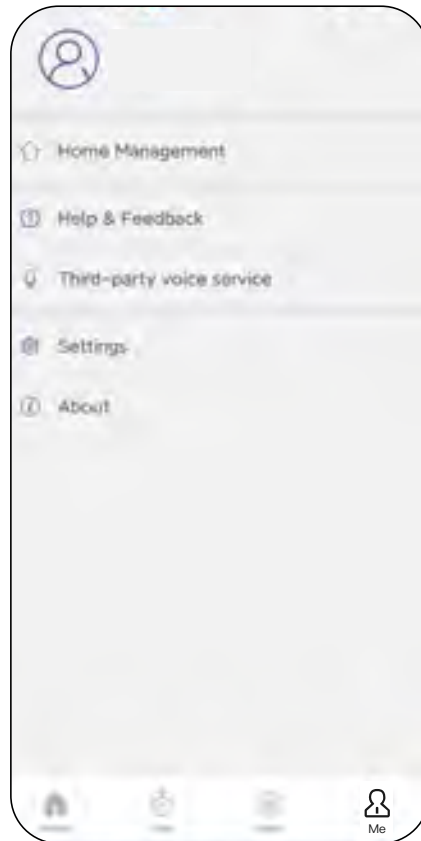 Home Management
Help & Feedback
Third-party voice service
Settings
About
Me